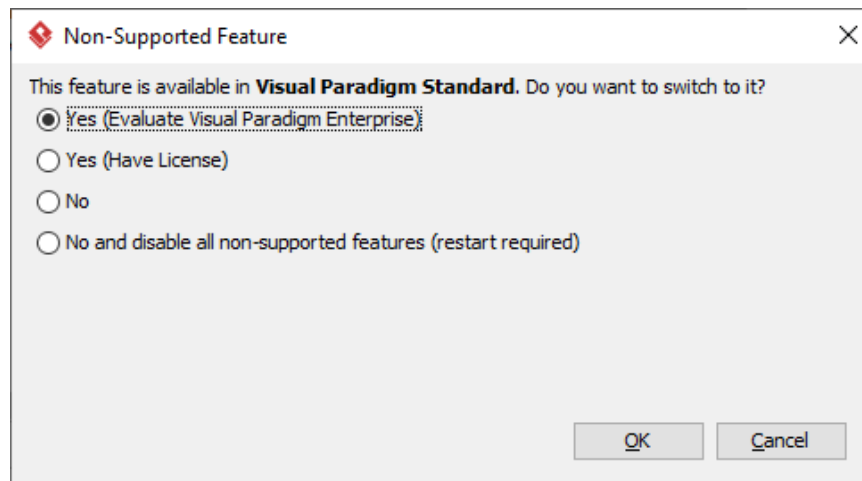 Non-Supported Feature
This feature is available in Visual Paradigm Standard. Do you want to switch to it?
Yes (Evaluate Visual Paradigm Enterprise)
Yes (Have License)
No
No and disable all non-supported features (restart required)
OK Cancel